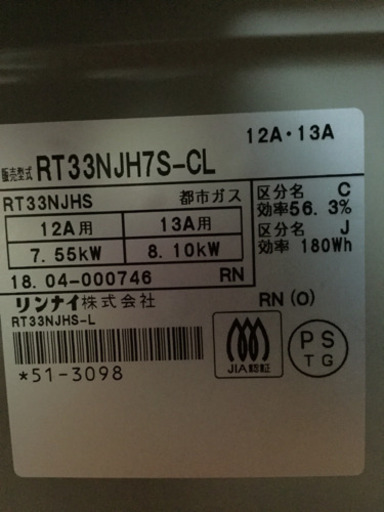 12A・13A
販売型式 RT33NJH7S-CL
RT33NJHS 都市ガス
12A用 13A用
7.55kW 8.10kW
区分名 C
効率56.3%
区分名 J
効率 180Wh
18.04-000746 RN
リンナイ株式会社 RN(O)
RT33NJHS-L
*51-3098
JIA認証
PS
TG